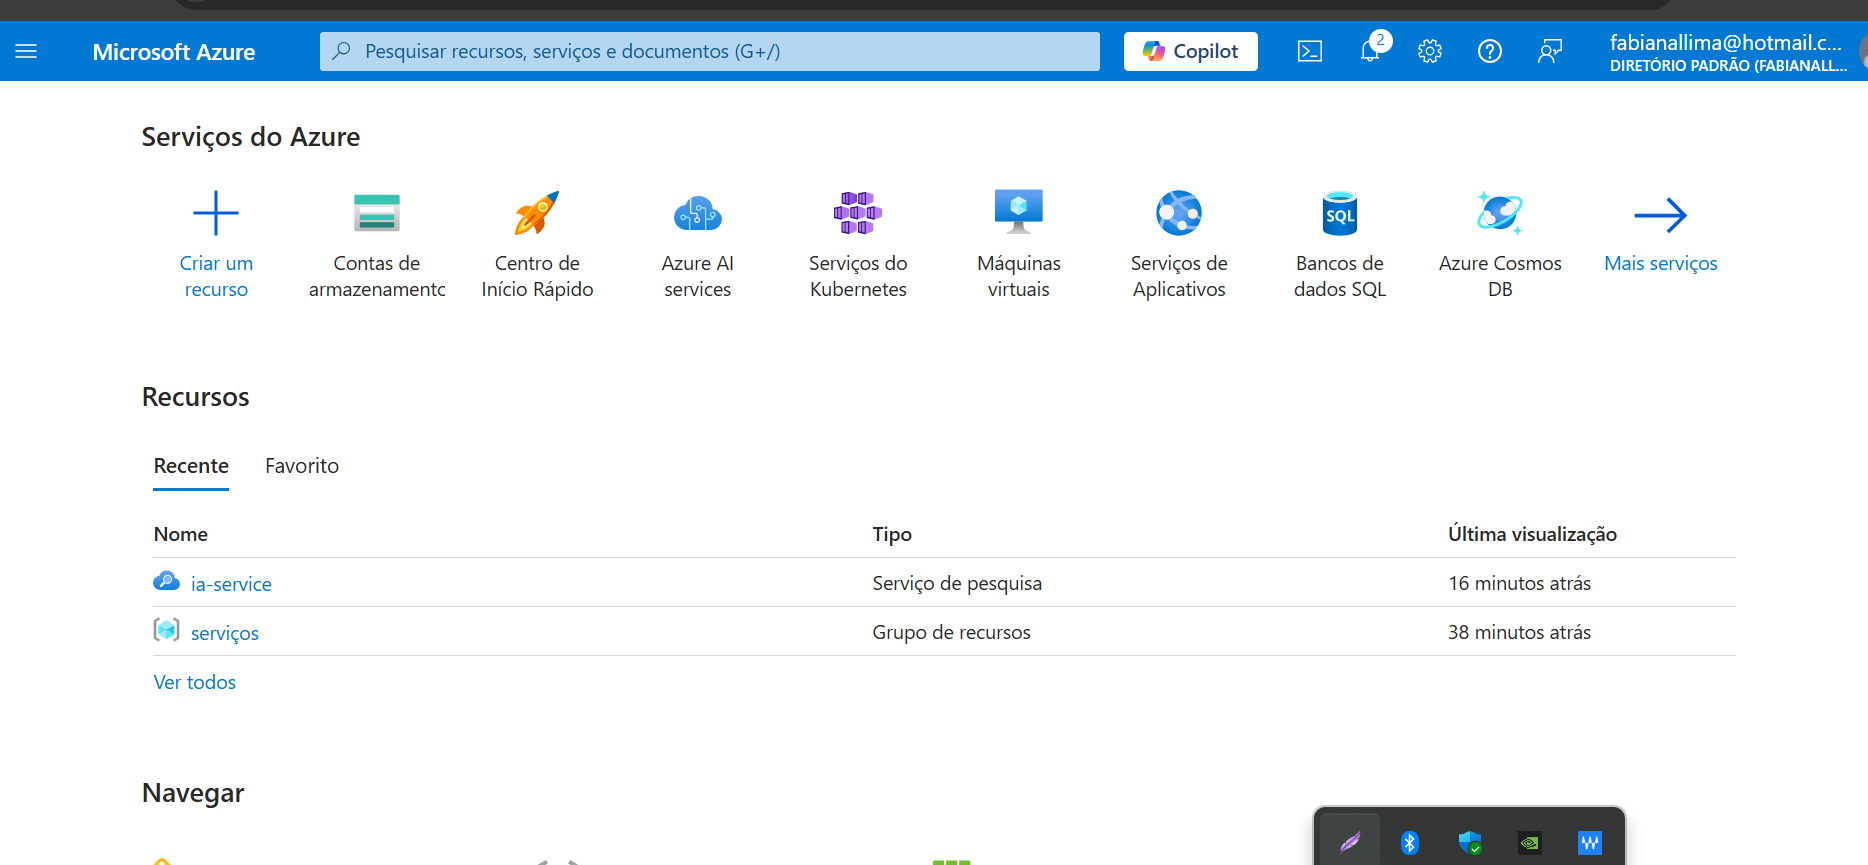 Microsoft Azure
Pesquisar recursos, serviços e documentos (G+/)
Copilot
2
fabianallima@hotmail.c...
DIRETÓRIO PADRÃO (FABIANALL...
Serviços do Azure
Criar um
recurso
Contas de
armazenamento
Centro de
Início Rápido
Azure AI
services
Serviços do
Kubernetes
Máquinas
virtuais
Serviços de
Aplicativos
SQL
Bancos de
dados SQL
Azure Cosmos
DB
Mais serviços
Recursos
Recente
Favorito
Nome
Tipo
Última visualização
ia-service
Serviço de pesquisa
16 minutos atrás
serviços
Grupo de recursos
38 minutos atrás
Ver todos
Navegar